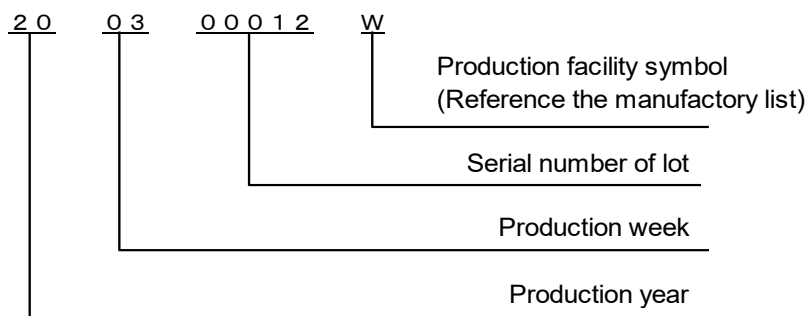 ２０ ０３ ０００１２ Ｗ
Production facility symbol
(Reference the manufactory list)
Serial number of lot
Production week
Production year